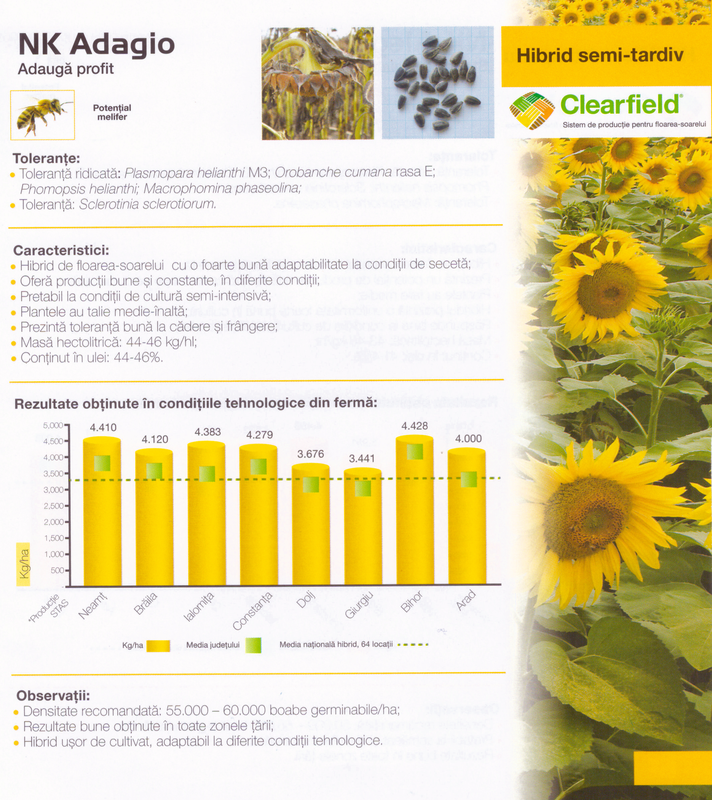 NK Adagio
Adaugă profit
Potențial
melifer
Hibrid semi-tardiv
Clearfield®
Sistem de producție pentru floarea-soarelui
Toleranțe:
• Toleranță ridicată: Plasmopara helianthi M3; Orobanche cumana rasa E;
Phomopsis helianthi; Macrophomina phaseolina;
• Toleranță: Sclerotinia sclerotiorum.
Caracteristici:
• Hibrid de floarea-soarelui cu o foarte bună adaptabilitate la condiții de secetă;
• Oferă producții bune și constante, în diferite condiții;
• Pretabil la condiții de cultură semi-intensivă;
• Plantele au talie medie-înaltă;
• Prezintă toleranță bună la cădere și frângere;
• Masă hectolitrică: 44-46 kg/hl;
• Conținut în ulei: 44-46%.
Rezultate obținute în condițiile tehnologice din fermă:
5,000
4,500
4,000
3,500
3,000
2,500
2,000
1,500
1,000
500
Kg/ha
4.410
4.120
4.383
4.279
3.676
3.441
4.428
4.000
*Producție
STAS
Neamț
Brăila
Ialomița
Constanța
Dolj
Giurgiu
Bihor
Arad
Kg/ha
Media județului
Media națională hibrid, 64 locații
Observații:
• Densitate recomandată: 55.000 – 60.000 boabe germinabile/ha;
• Rezultate bune obținute în toate zonele țării;
• Hibrid ușor de cultivat, adaptabil la diferite condiții tehnologice.